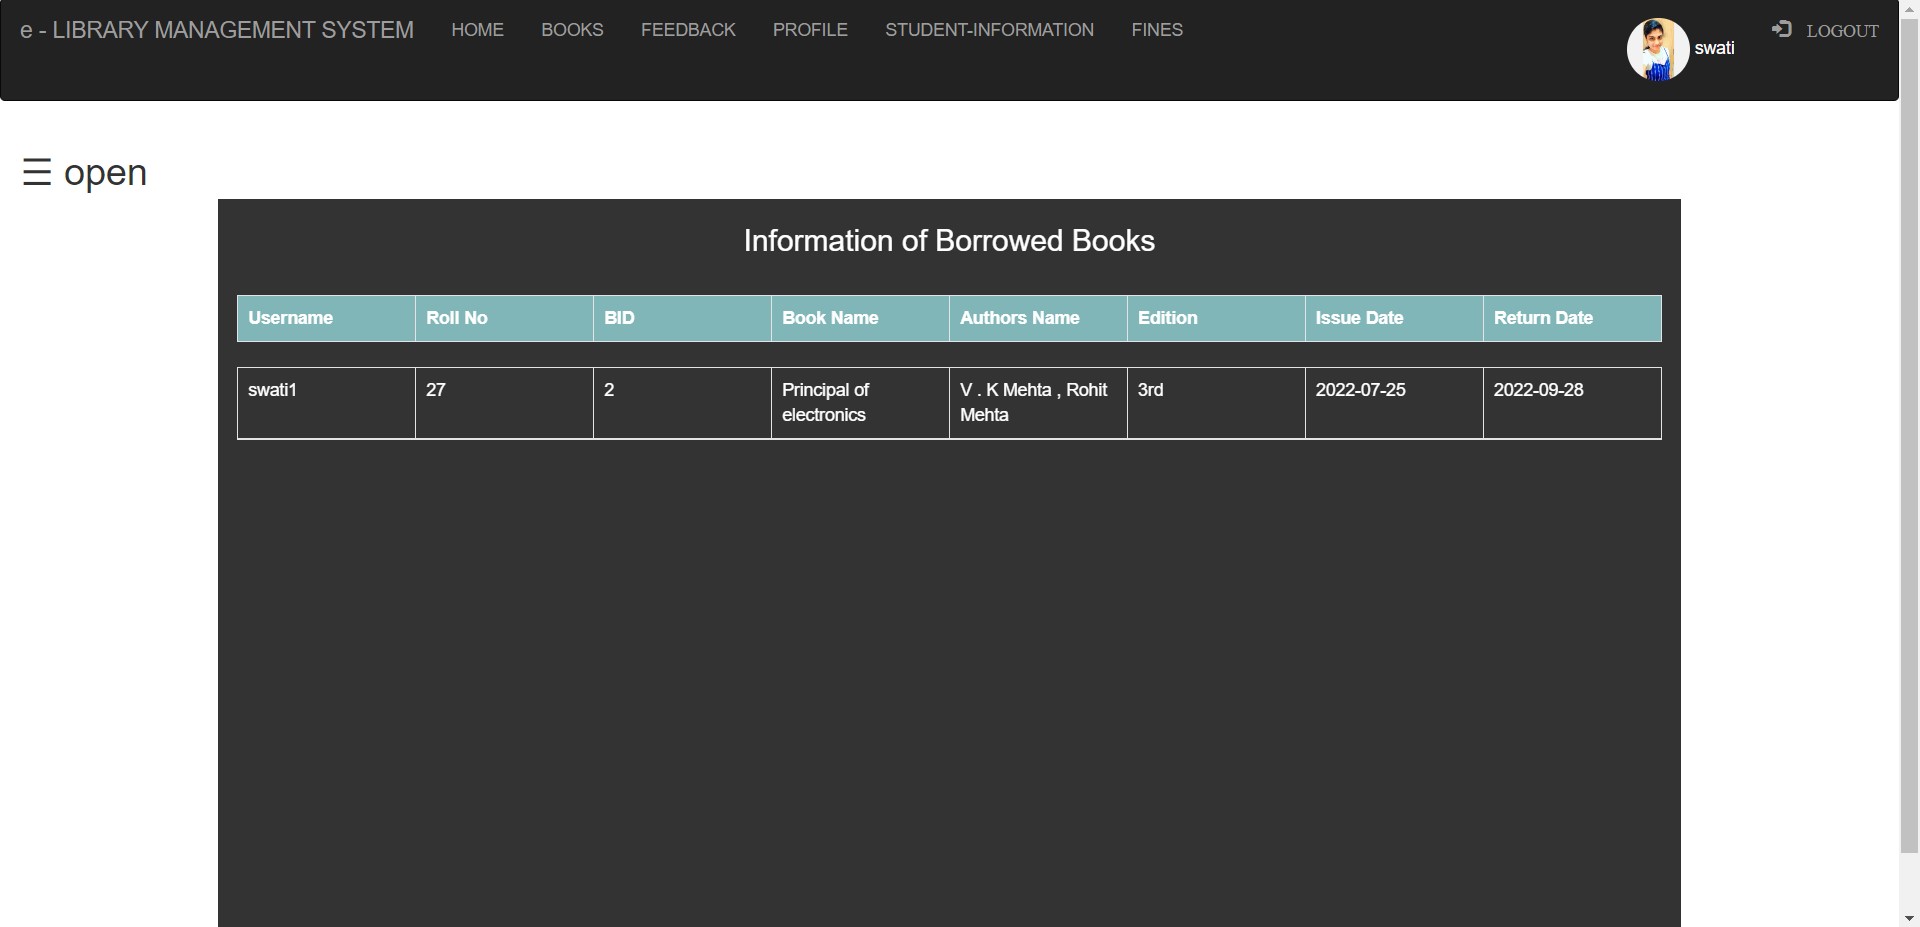 e - LIBRARY MANAGEMENT SYSTEM HOME BOOKS FEEDBACK PROFILE STUDENT-INFORMATION FINES swati LOGOUT
☰ open
Information of Borrowed Books
Username Roll No BID Book Name Authors Name Edition Issue Date Return Date
swati1 27 2 Principal of V . K Mehta , Rohit 3rd 2022-07-25 2022-09-28
electronics Mehta